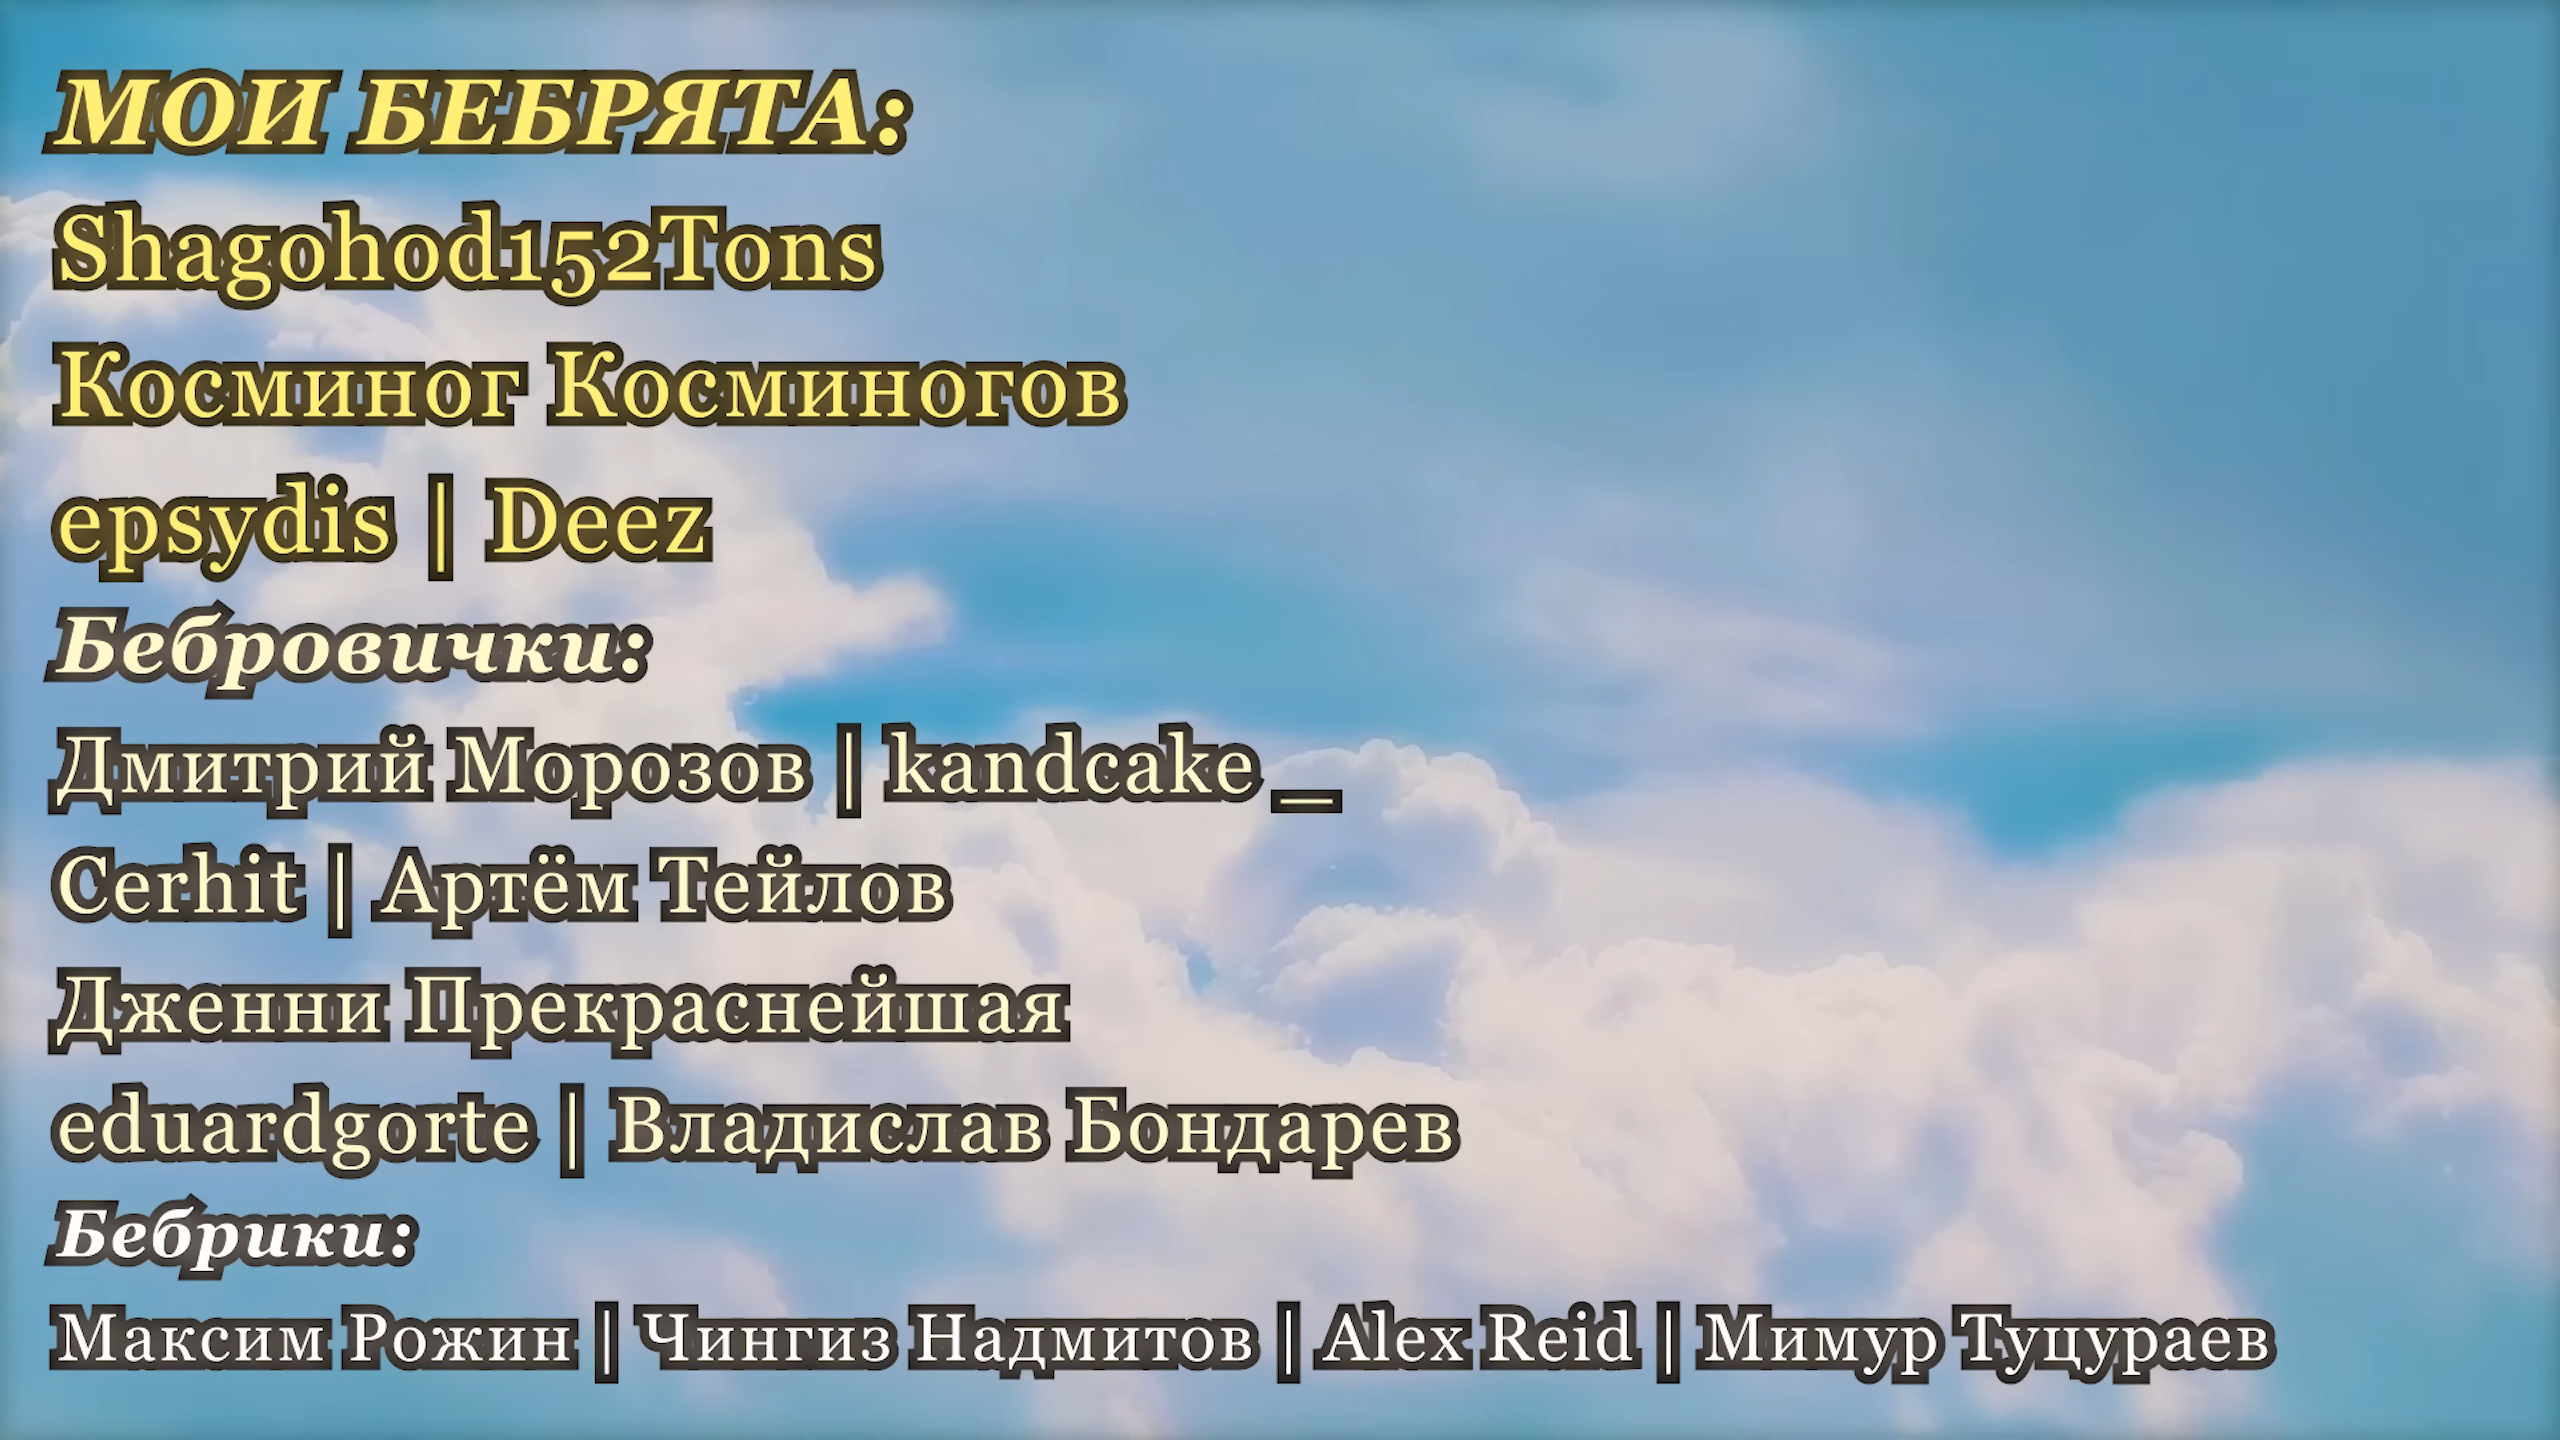 МОИ БЕБРЯТА:
Shagohod152Tons
Косминог Косминогов
epsydis | Deez
Бебровички:
Дмитрий Морозов | kandcake_
Cerhit | Артём Тейлов
Дженни Прекраснейшая
eduardgorte | Владислав Бондарев
Бебрики:
Максим Рожин | Чингиз Надмитов | Alex Reid | Мимур Туцураев